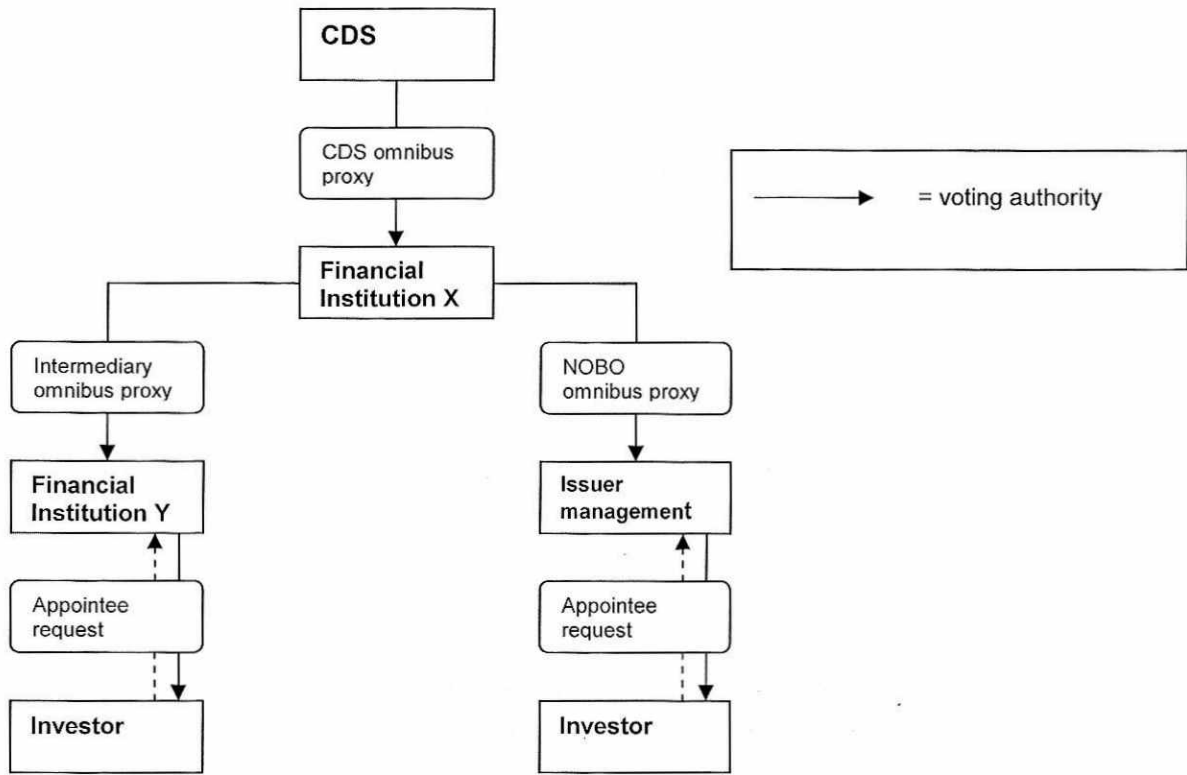 CDS
CDS omnibus
proxy
= voting authority
Financial
Institution X
Intermediary
omnibus proxy
NOBO
omnibus proxy
Financial
Institution Y
Issuer
management
Appointee
request
Appointee
request
Investor
Investor